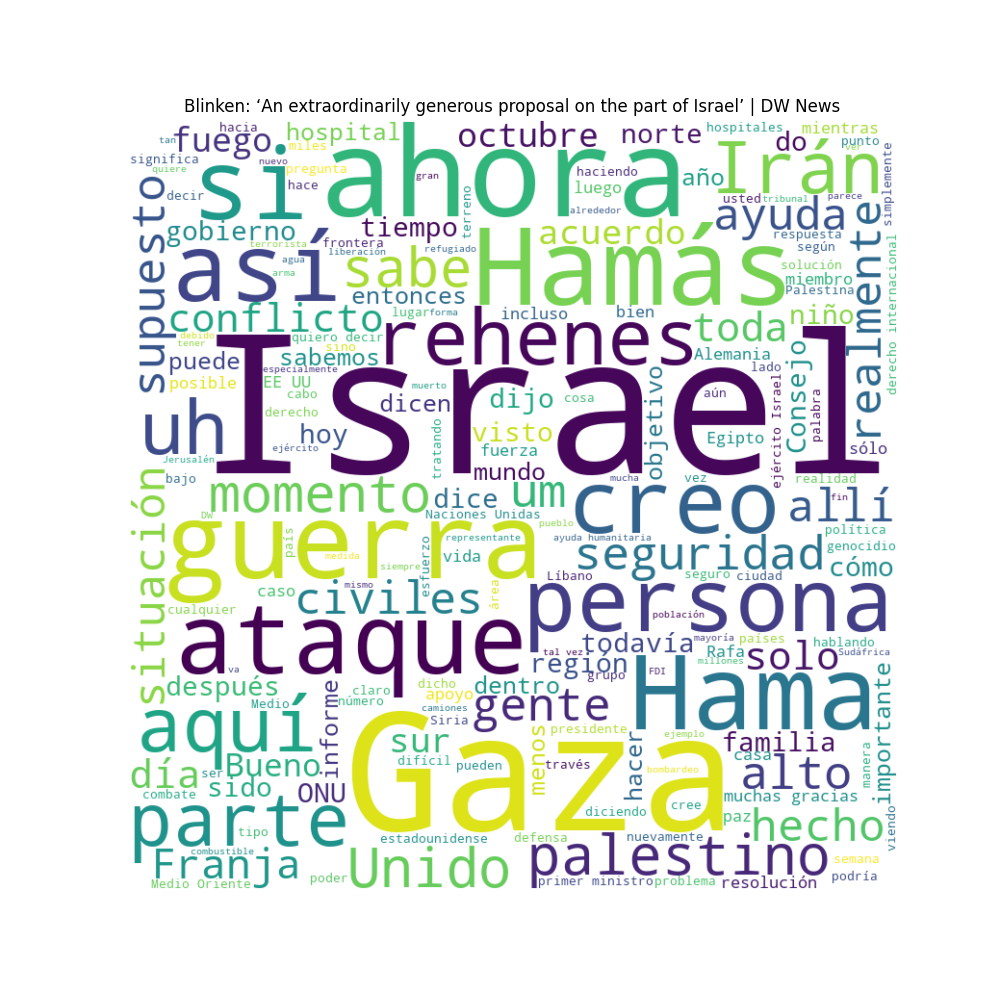 Blinken: ‘An extraordinarily generous proposal on the part of Israel’ | DW News
hacia
fuego
hospital
octubre
norte
hospitales
mientras
tan
miles
do
punto
ver
significa
nuevo
pregunta
si
ahora
haciendo
año
Irán
simplemente
quiere
hace
gran
luego
usted
tribunal
parece
decir
alrededor
supuesto
gobierno
tiempo
terreno
acuerdo
ayuda
realmente
terrorista
frontera
refugiado
respuesta
según
así
agua
liberación
sabe
Hamás
solución
derecho internacional
arma
miembro
entonces
Palestina
conflicto
lugar
forma
incluso
bien
toda
niño
debido
quiero decir
rehenes
tener
sino
sabemos
Alemania
Consejo
puede
especialmente
lado
posible
EE UU
muerto
objetivo
aún
ejército Israel
palabra
cabo
dicen
dijo
cosa
uh
derecho
Israel
hoy
tratando
visto
Egipto
sólo
ejército
fuerza
Jerusalén
mundo
bajo
situación
mucha
vez
realidad
momento
dice
um
creo
allí
fin
DW
Naciones Unidas
pueblo
política
guerra
país
representante
ayuda humanitaria
seguridad
genocidio
medida
esfuerzo
vida
cómo
siempre
Líbano
seguro
ciudad
mismo
caso
civiles
área
persona
cualquier
población
ataque
todavía
mayoría
países
hablando
tal vez
Rafa
solo
Sudáfrica
va
región
FDI
millones
después
dicho
dentro
grupo
Hama
importante
claro
apoyo
informe
número
Medio
camiones
gente
Siria
aquí
sur
presidente
ejemplo
familia
manera
Bueno
difícil
menos
hacer
casa
día
ser
pueden
través
bombardeo
alto
sido
ONU
Gaza
combate
cree
muchas gracias
parte
diciendo
paz
hecho
viendo
tipo
estadounidense
defensa
nuevamente
combustible
Franja
Unido
palestino
semana
Medio Oriente
poder
primer ministro
problema
resolución
podría